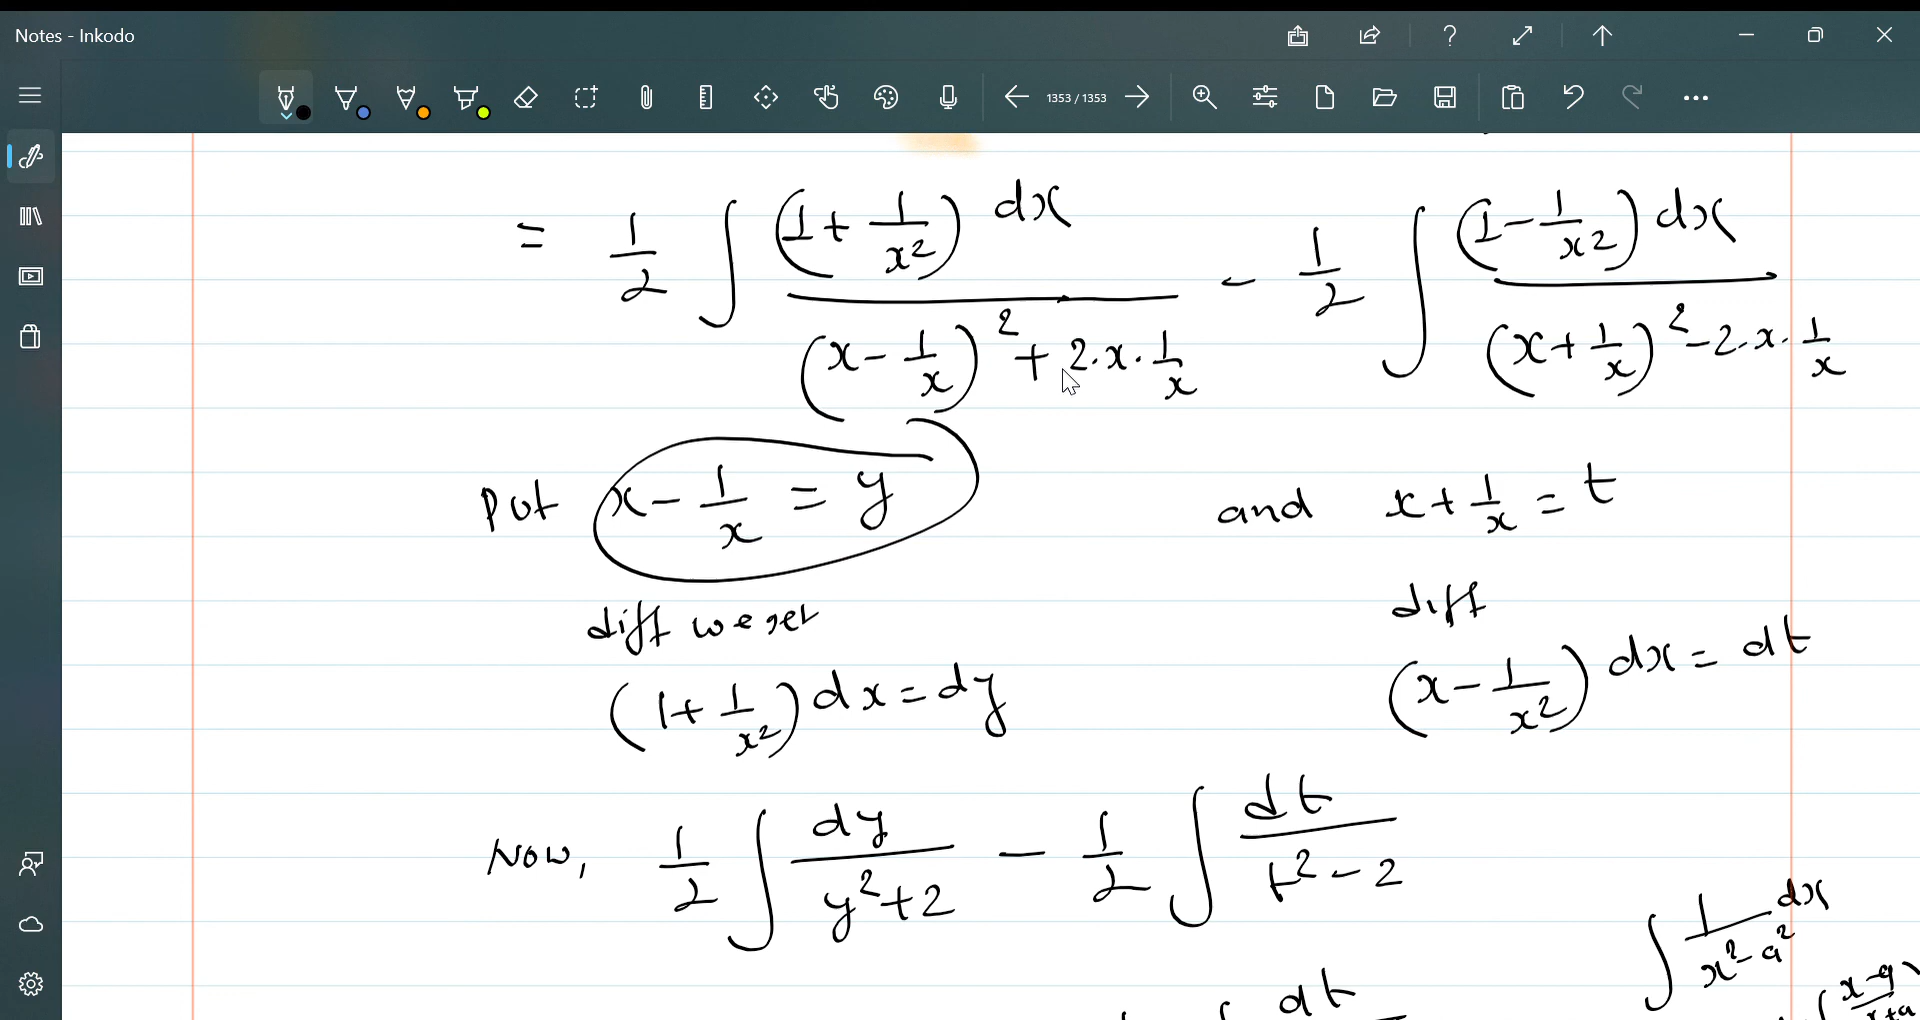 Notes - Inkodo
1353 / 1353
= 1/2 ∫ (1 + 1/x²) dx / ((x - 1/x)² + 2·x·1/x) - 1/2 ∫ (1 - 1/x²) dx / ((x + 1/x)² - 2·x·1/x)
Put x - 1/x = y and x + 1/x = t
diff we get diff
(1 + 1/x²) dx = dy (x - 1/x²) dx = dt
Now, 1/2 ∫ dy / (y² + 2) - 1/2 ∫ dt / (t² - 2)
∫ 1/(x² - a²) dx
dt